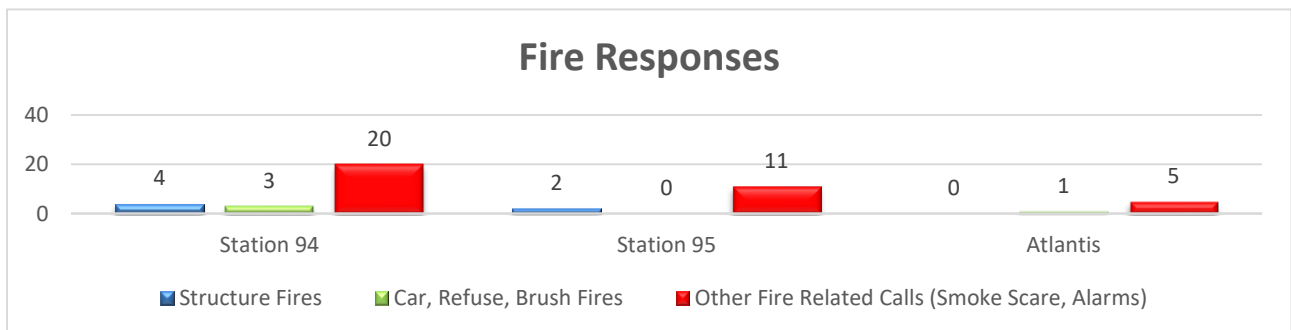 Fire Responses
40
20
0
4
3
20
2
0
11
0
1
5
Station 94
Station 95
Atlantis
Structure Fires
Car, Refuse, Brush Fires
Other Fire Related Calls (Smoke Scare, Alarms)